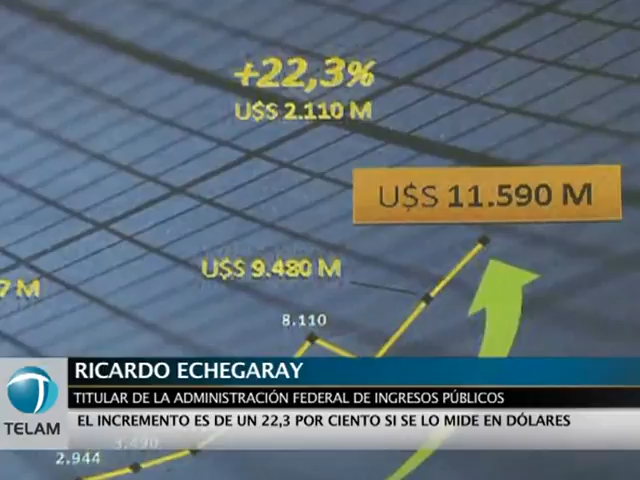 +22,3%
U$S 2.110 M
U$S 11.590 M
U$S 9.480 M
7 M
8.110
RICARDO ECHEGARAY
TITULAR DE LA ADMINISTRACIÓN FEDERAL DE INGRESOS PÚBLICOS
EL INCREMENTO ES DE UN 22,3 POR CIENTO SI SE LO MIDE EN DÓLARES
TELAM
2.944